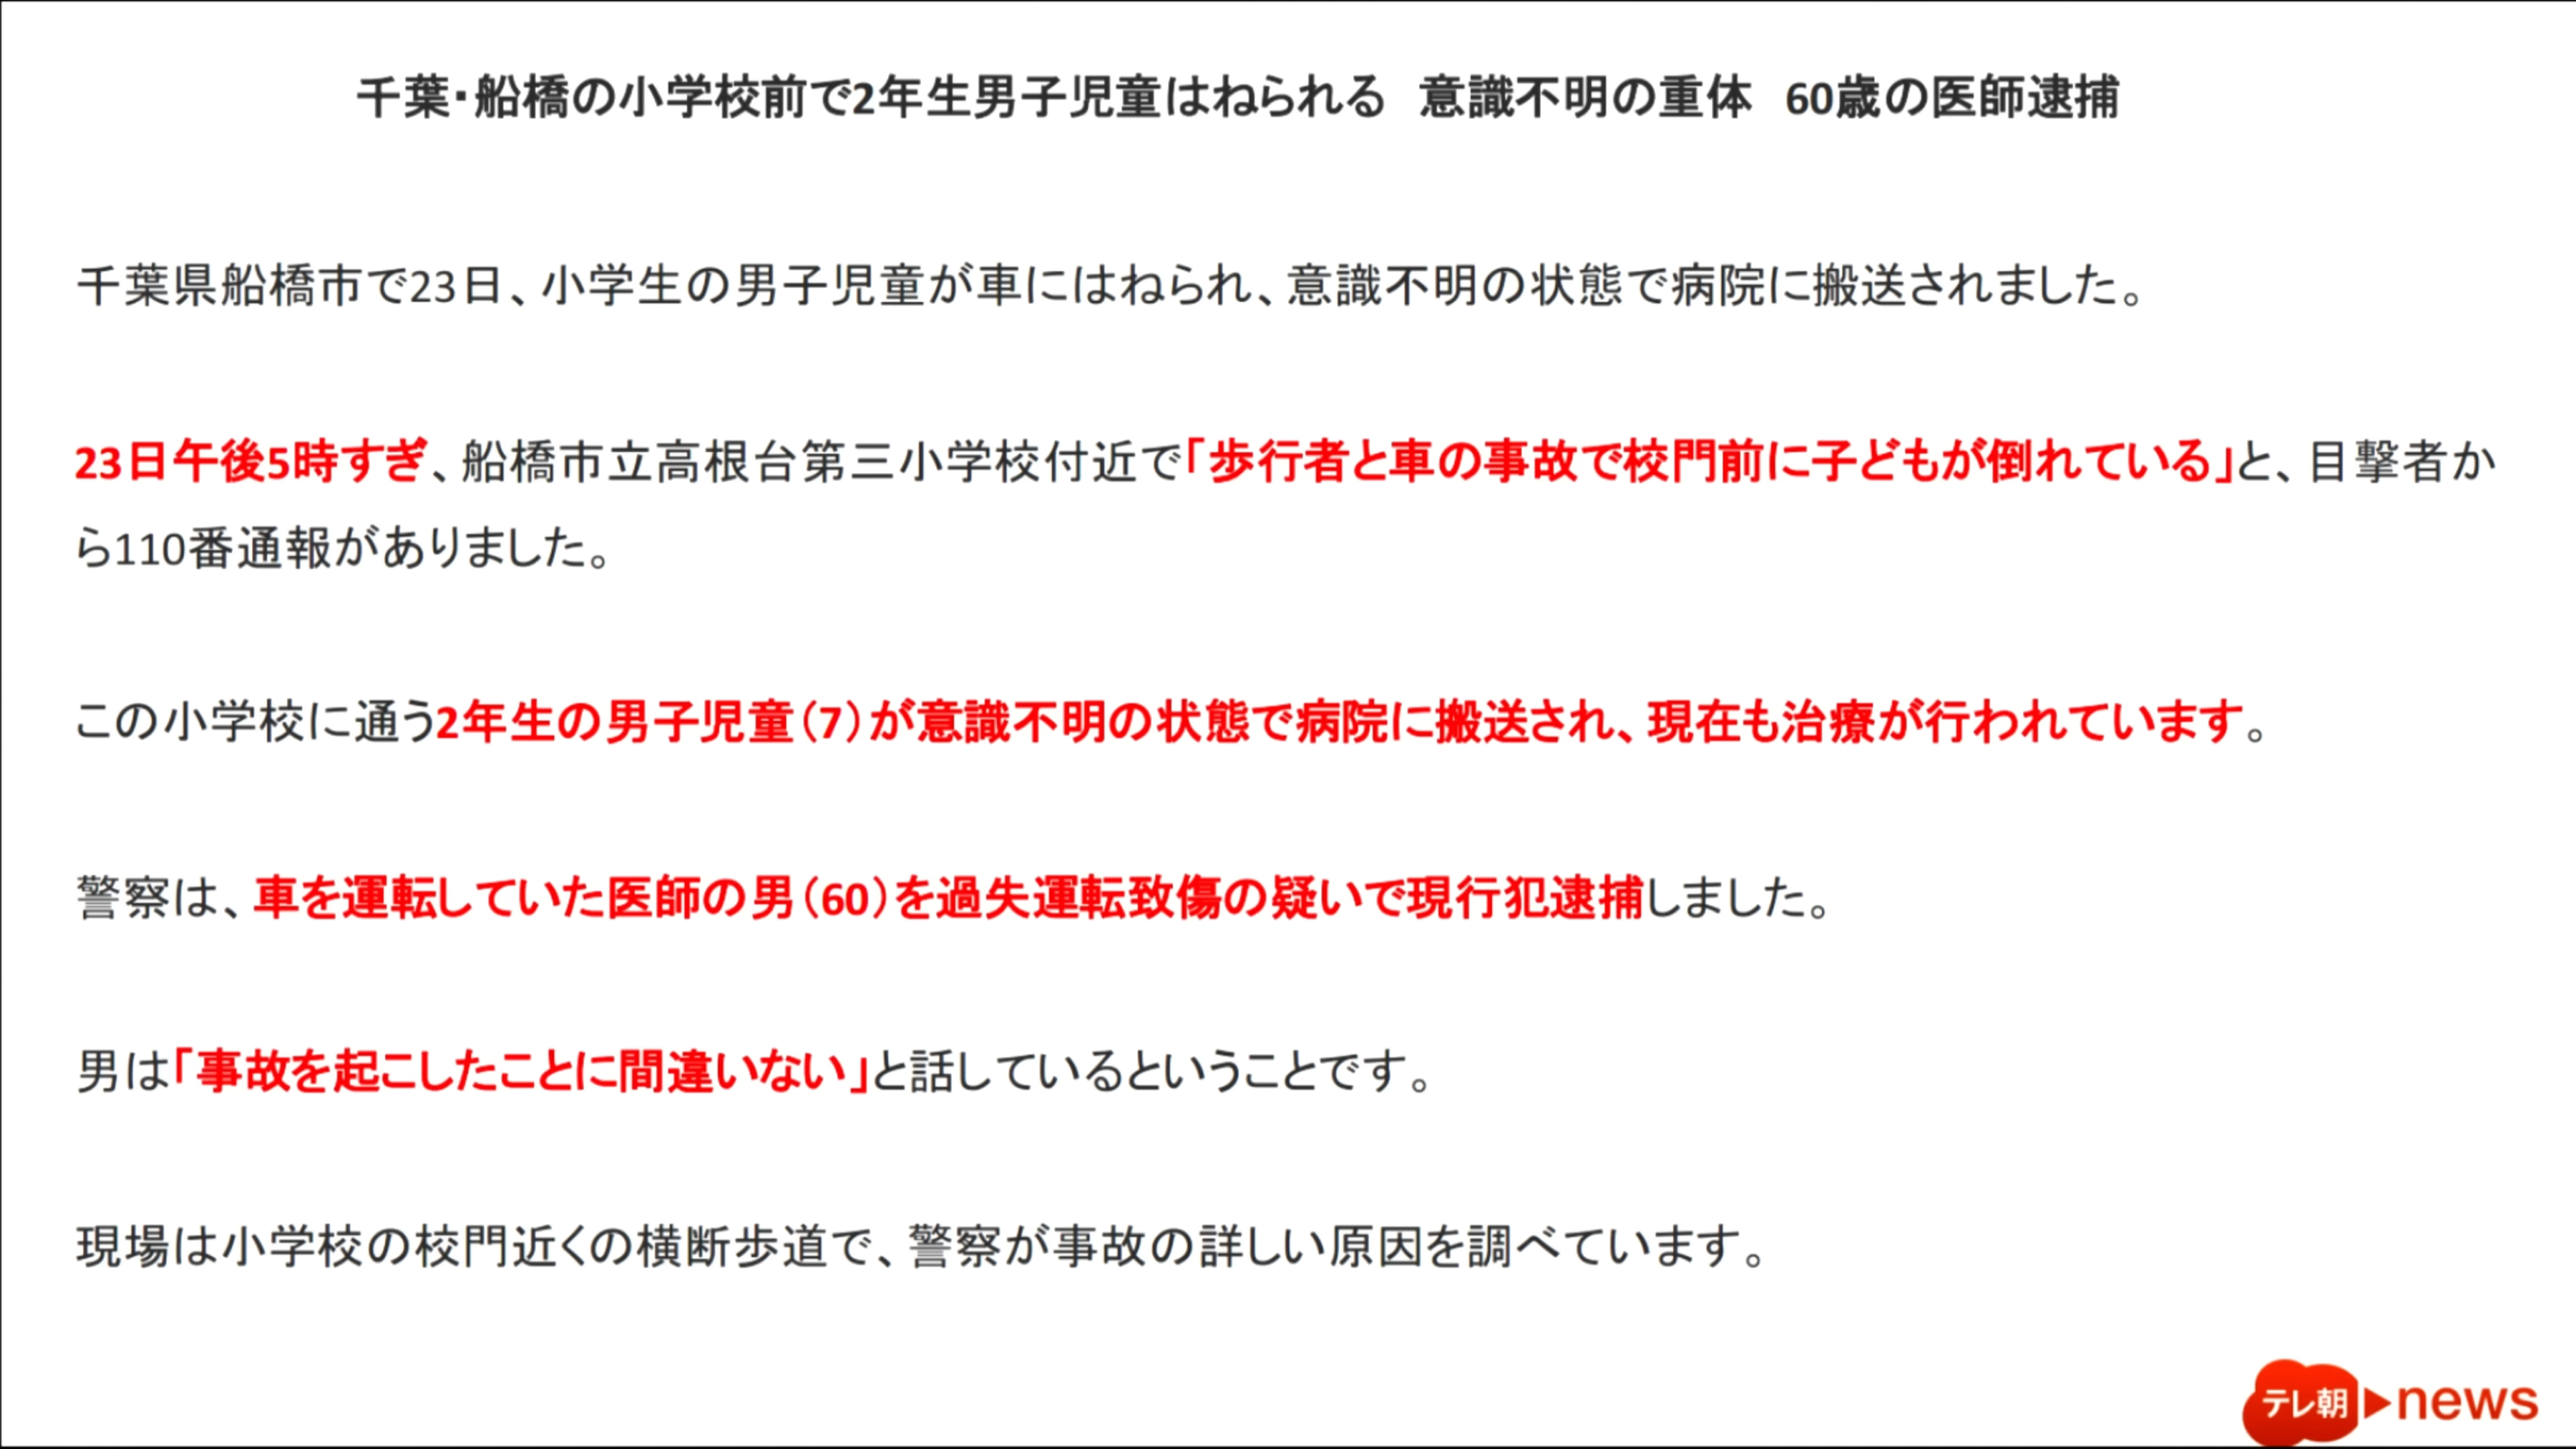 千葉・船橋の小学校前で2年生男子児童はねられる　意識不明の重体　60歳の医師逮捕
千葉県船橋市で23日、小学生の男子児童が車にはねられ、意識不明の状態で病院に搬送されました。
23日午後5時すぎ、船橋市立高根台第三小学校付近で「歩行者と車の事故で校門前に子どもが倒れている」と、目撃者か
ら110番通報がありました。
この小学校に通う2年生の男子児童（7）が意識不明の状態で病院に搬送され、現在も治療が行われています。
警察は、車を運転していた医師の男（60）を過失運転致傷の疑いで現行犯逮捕しました。
男は「事故を起こしたことに間違いない」と話しているということです。
現場は小学校の校門近くの横断歩道で、警察が事故の詳しい原因を調べています。
テレ朝news